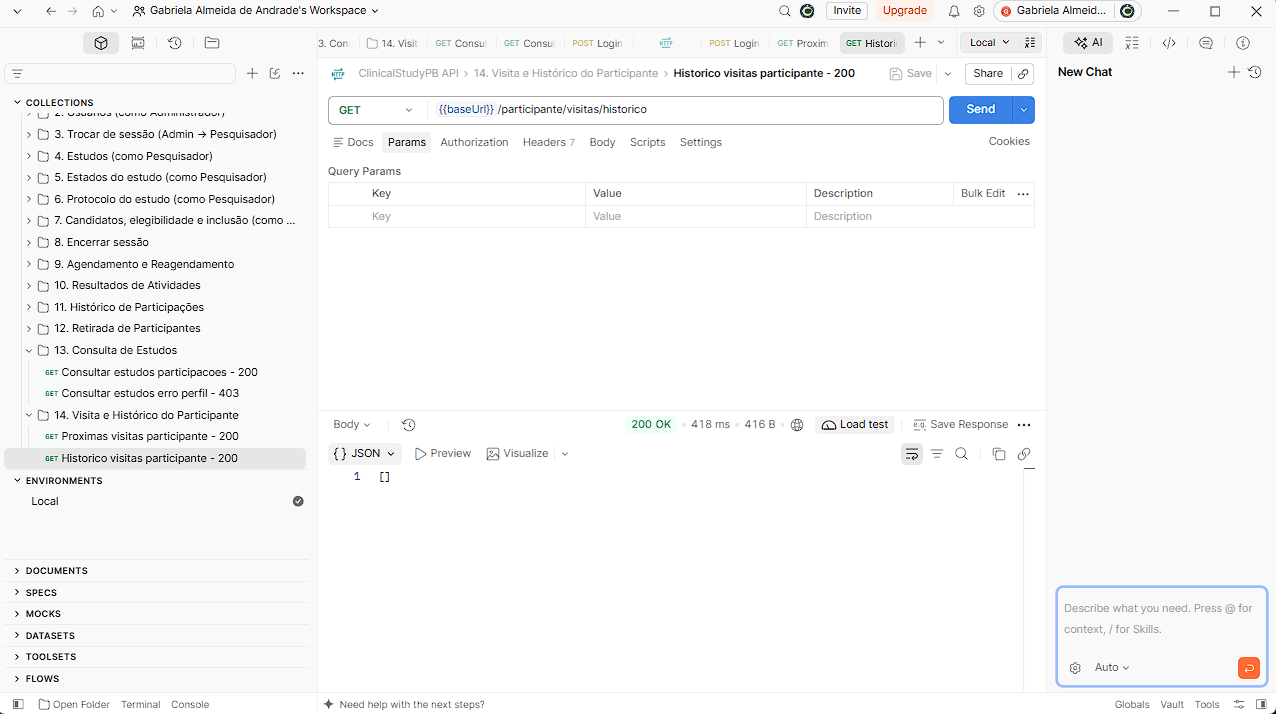 Gabriela Almeida de Andrade's Workspace
Invite
Upgrade
Gabriela Almeid...
3. Con
14. Visit
GET Consul
GET Consu
POST Login
HTTP
POST Login
GET Proxim
GET Histori
Local
AI
ClinicalStudyPB API > 14. Visita e Histórico do Participante > Historico visitas participante - 200
Save
Share
New Chat
COLLECTIONS
2. Usuários (como Administrador)
3. Trocar de sessão (Admin → Pesquisador)
4. Estudos (como Pesquisador)
5. Estados do estudo (como Pesquisador)
6. Protocolo do estudo (como Pesquisador)
7. Candidatos, elegibilidade e inclusão (como ...
8. Encerrar sessão
9. Agendamento e Reagendamento
10. Resultados de Atividades
11. Histórico de Participações
12. Retirada de Participantes
13. Consulta de Estudos
GET Consultar estudos participacoes - 200
GET Consultar estudos erro perfil - 403
14. Visita e Histórico do Participante
GET Proximas visitas participante - 200
GET Historico visitas participante - 200
ENVIRONMENTS
Local
DOCUMENTS
SPECS
MOCKS
DATASETS
TOOLSETS
FLOWS
GET
{{baseUrl}} /participante/visitas/historico
Send
Docs
Params
Authorization
Headers 7
Body
Scripts
Settings
Cookies
Query Params
Key
Value
Description
Bulk Edit
Key
Value
Description
Body
200 OK
418 ms
416 B
Load test
e.g. Save Response
{} JSON
Preview
Visualize
1 []
Describe what you need. Press @ for
context, / for Skills.
Auto
Open Folder
Terminal
Console
Need help with the next steps?
Globals
Vault
Tools